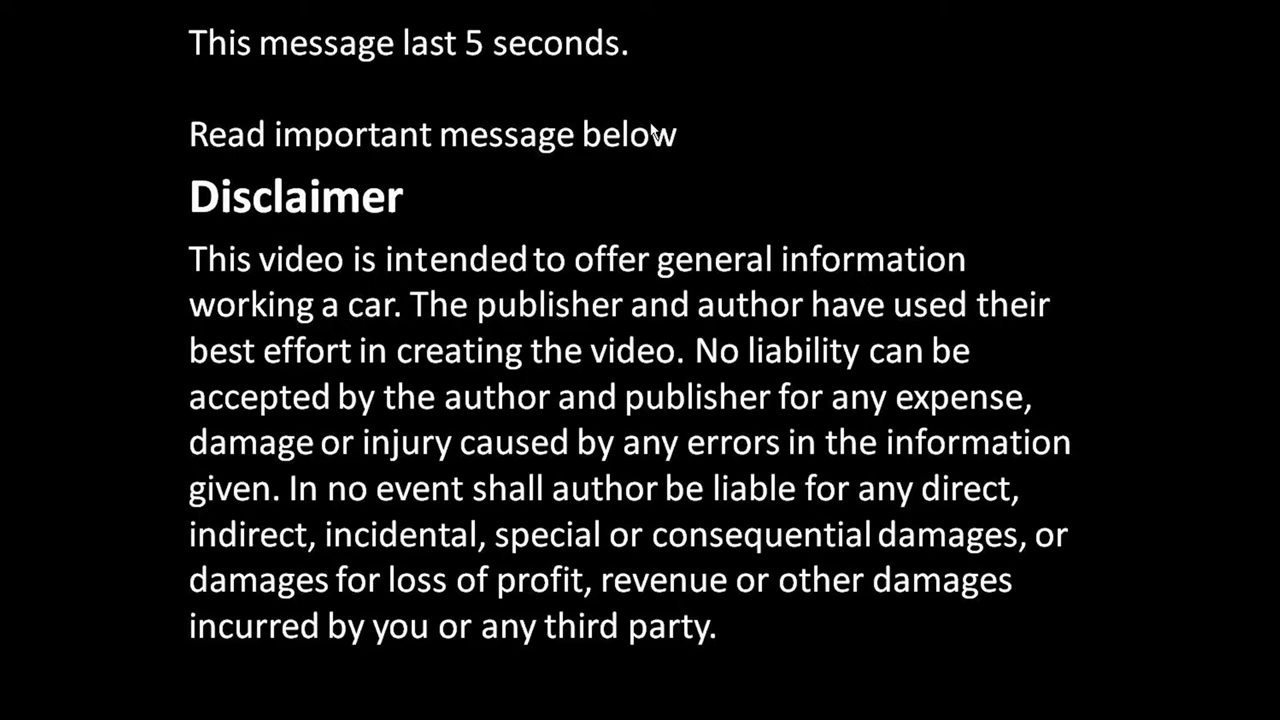 This message last 5 seconds.
Read important message below
Disclaimer
This video is intended to offer general information
working a car. The publisher and author have used their
best effort in creating the video. No liability can be
accepted by the author and publisher for any expense,
damage or injury caused by any errors in the information
given. In no event shall author be liable for any direct,
indirect, incidental, special or consequential damages, or
damages for loss of profit, revenue or other damages
incurred by you or any third party.